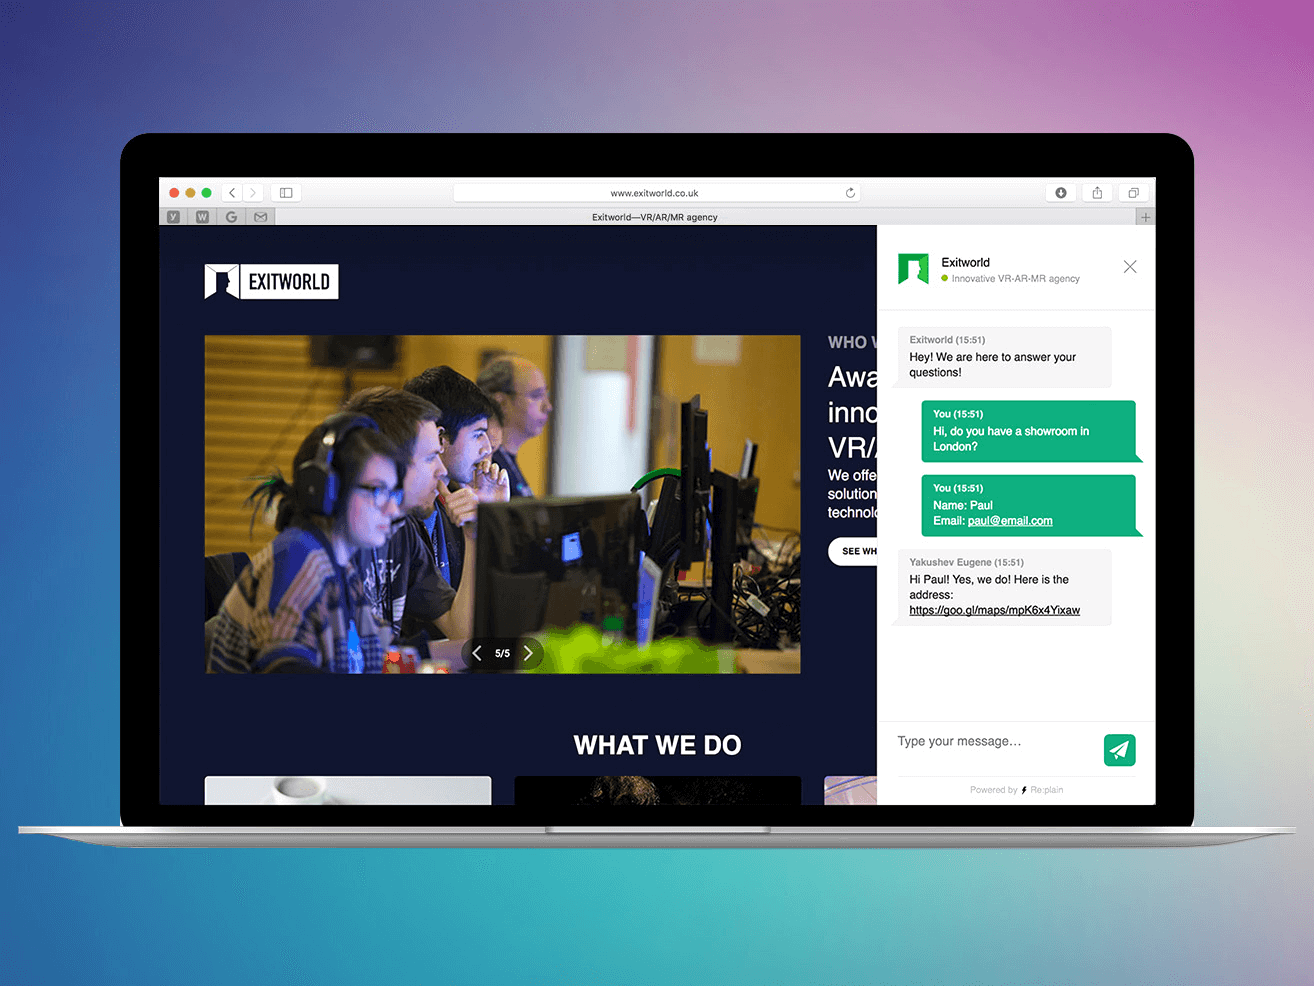 www.exitworld.co.uk
y W G
Exitworld—VR/AR/MR agency
EXITWORLD
WHO
Awa
inno
VR/
We offe
solution
technolo
SEE WH
5/5
WHAT WE DO
Exitworld
Innovative VR-AR-MR agency
Exitworld (15:51)
Hey! We are here to answer your
questions!
You (15:51)
Hi, do you have a showroom in
London?
You (15:51)
Name: Paul
Email: paul@email.com
Yakushev Eugene (15:51)
Hi Paul! Yes, we do! Here is the
address:
https://goo.gl/maps/mpK6x4Yixaw
Type your message…
Powered by Re:plain